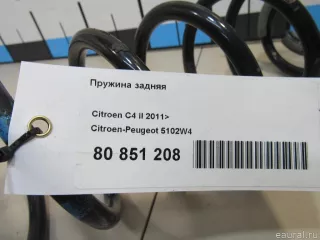 Пружина задняя
Citroen C4 II 2011>
Citroen-Peugeot 5102W4
80 851 208
eaural.ru